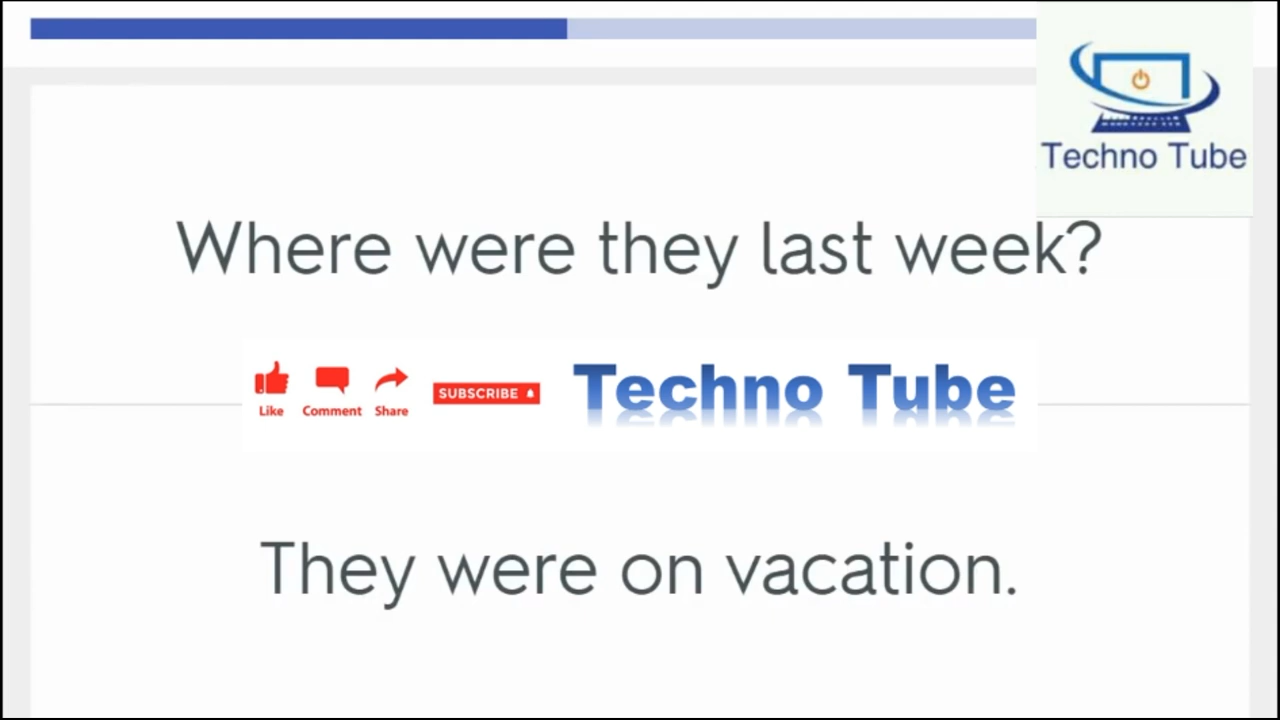 Techno Tube
Where were they last week?
Like Comment Share SUBSCRIBE Techno Tube
They were on vacation.